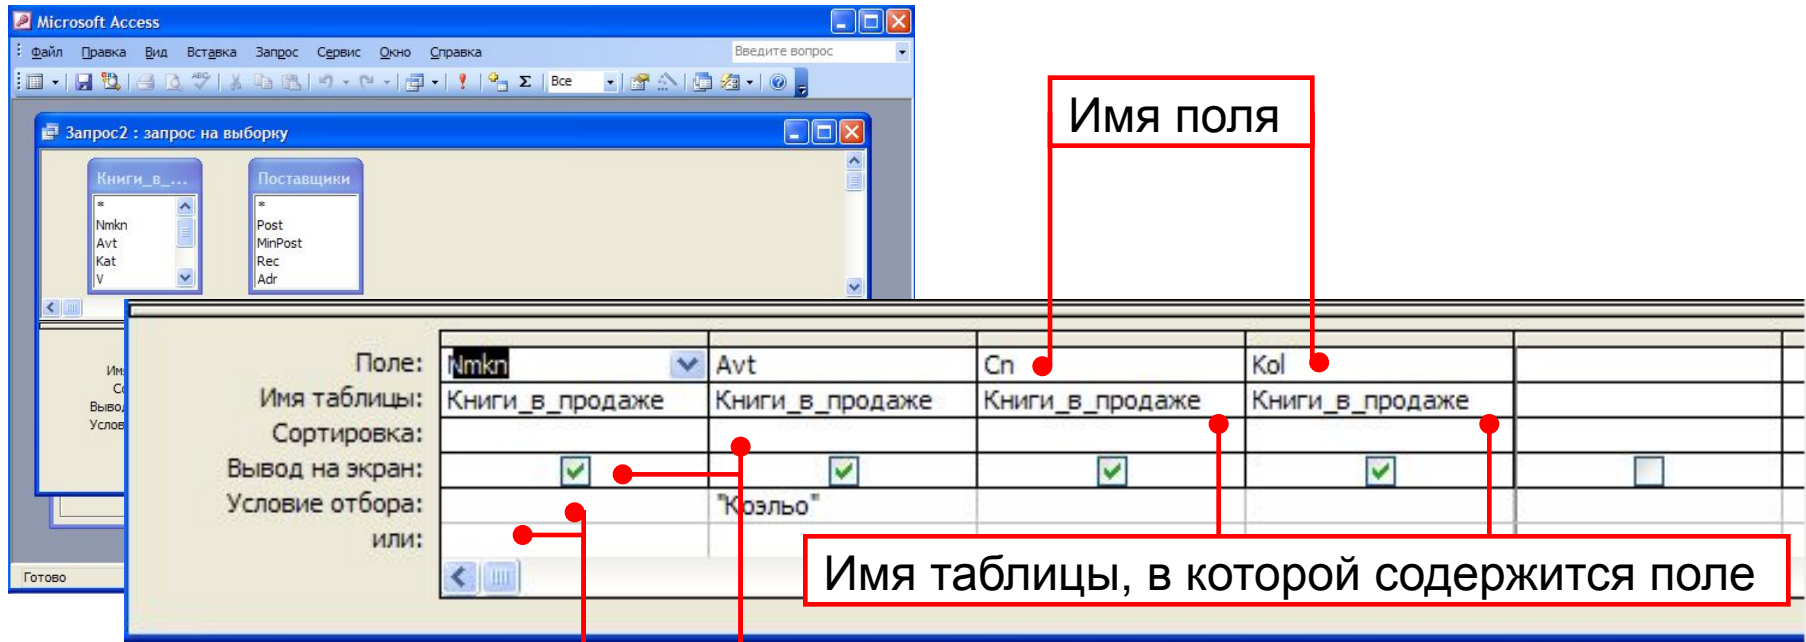 Microsoft Access
Файл Правка Вид Вставка Запрос Сервис Окно Справка Введите вопрос
Все
Запрос2 : запрос на выборку
Книги_в_... Поставщики
* *
Nmkn Post
Avt MinPost
Kat Rec
V Adr
Имя поля
Поле: Nmkn Avt Cn Kol
Имя таблицы: Книги_в_продаже Книги_в_продаже Книги_в_продаже Книги_в_продаже
Сортировка:
Вывод на экран:
Условие отбора: "Коэльо"
или:
Имя таблицы, в которой содержится поле
Готово